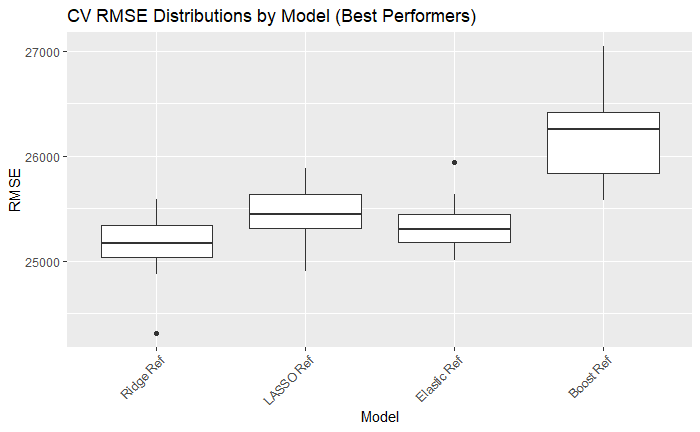 CV RMSE Distributions by Model (Best Performers)
27000
26000
25000
RMSE
Ridge Ref
LASSO Ref
Elastic Ref
Boost Ref
Model